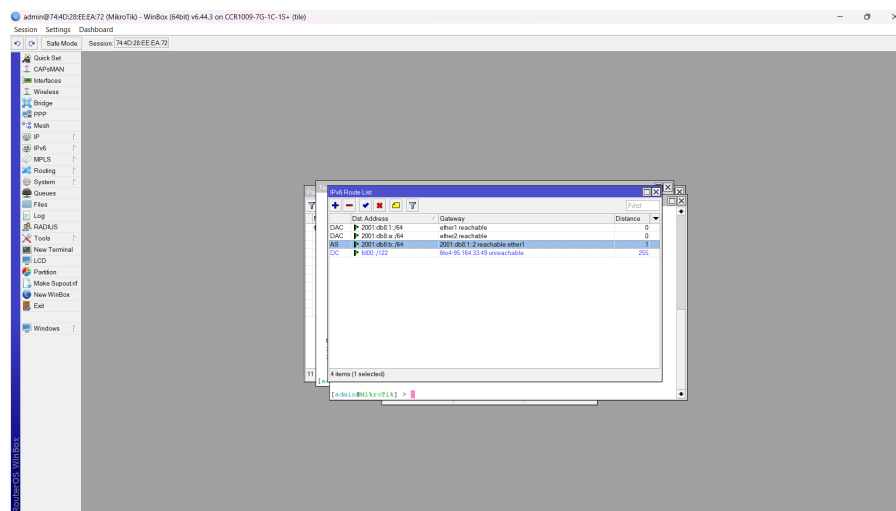 admin@74:4D:28:EE:EA:72 (MikroTik) - WinBox (64bit) v6.44.3 on CCR1009-7G-1C-1S+ (tile)
Session Settings Dashboard
Safe Mode Session: 74:4D:28:EE:EA:72
Quick Set
CAPsMAN
Interfaces
Wireless
Bridge
PPP
Mesh
IP
IPv6
MPLS
Routing
System
Queues
Files
Log
RADIUS
Tools
New Terminal
LCD
Partition
Make Supout.rif
New WinBox
Exit
Windows
RouterOS WinBox
IPv6 Route List
Find
Dst. Address Gateway Distance
DAC 2001:db8:1::/64 ether1 reachable 0
DAC 2001:db8:a::/64 ether2 reachable 0
AS 2001:db8:b::/64 2001:db8:1::2 reachable ether1 1
DC fd00::/122 6to4-95.164.33.49 unreachable 255
4 items (1 selected)
11
[admin@MikroTik] >